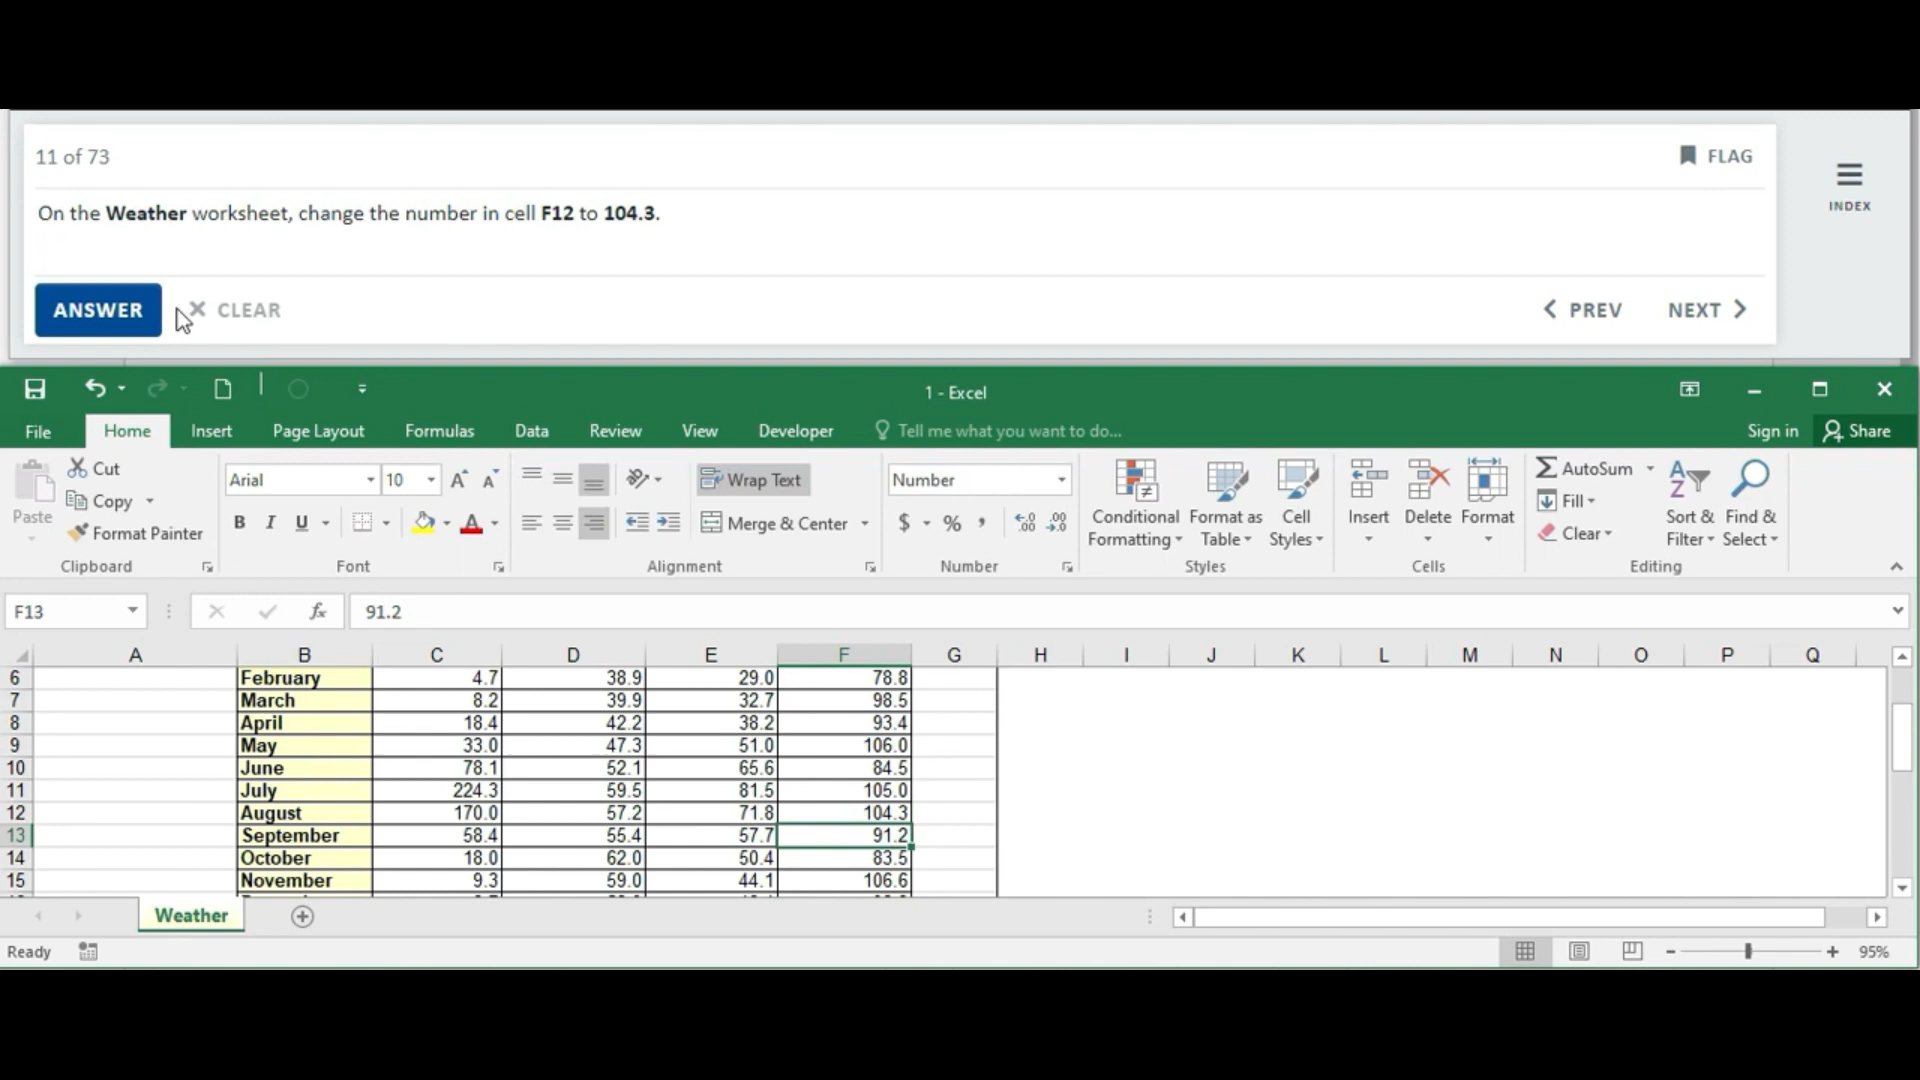 11 of 73
FLAG
INDEX
On the Weather worksheet, change the number in cell F12 to 104.3.
ANSWER
CLEAR
PREV
NEXT
1 - Excel
File Home Insert Page Layout Formulas Data Review View Developer Tell me what you want to do... Sign in Share
Cut
Copy
Format Painter
Paste
Clipboard
Arial 10
B I U
Font
Wrap Text
Merge & Center
Alignment
Number
$ %
Number
Conditional Formatting
Format as Table
Cell Styles
Styles
Insert
Delete
Format
Cells
AutoSum
Fill
Clear
Sort & Filter
Find & Select
Editing
F13 fx 91.2
A B C D E F G H I J K L M N O P Q
6 February 4.7 38.9 29.0 78.8
7 March 8.2 39.9 32.7 98.5
8 April 18.4 42.2 38.2 93.4
9 May 33.0 47.3 51.0 106.0
10 June 78.1 52.1 65.6 84.5
11 July 224.3 59.5 81.5 105.0
12 August 170.0 57.2 71.8 104.3
13 September 58.4 55.4 57.7 91.2
14 October 18.0 62.0 50.4 83.5
15 November 9.3 59.0 44.1 106.6
Weather
Ready
95%